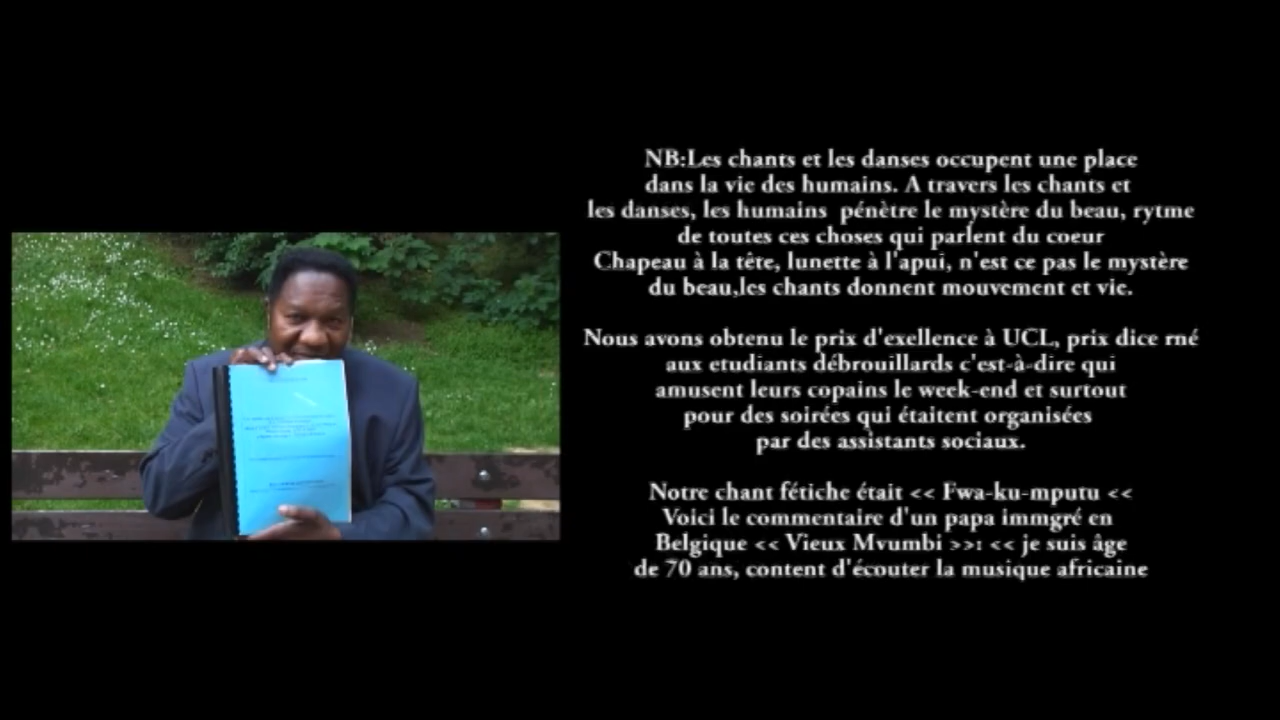 NB:Les chants et les danses occupent une place
dans la vie des humains. A travers les chants et
les danses, les humains pénètre le mystère du beau, rytme
de toutes ces choses qui parlent du coeur
Chapeau à la tête, lunette à l'apui, n'est ce pas le mystère
du beau,les chants donnent mouvement et vie.
Nous avons obtenu le prix d'exellence à UCL, prix dice rné
aux etudiants débrouillards c'est-à-dire qui
amusent leurs copains le week-end et surtout
pour des soirées qui étaitent organisées
par des assistants sociaux.
Notre chant fétiche était << Fwa-ku-mputu <<
Voici le commentaire d'un papa immgré en
Belgique << Vieux Mvumbi >>: << je suis âge
de 70 ans, content d'écouter la musique africaine